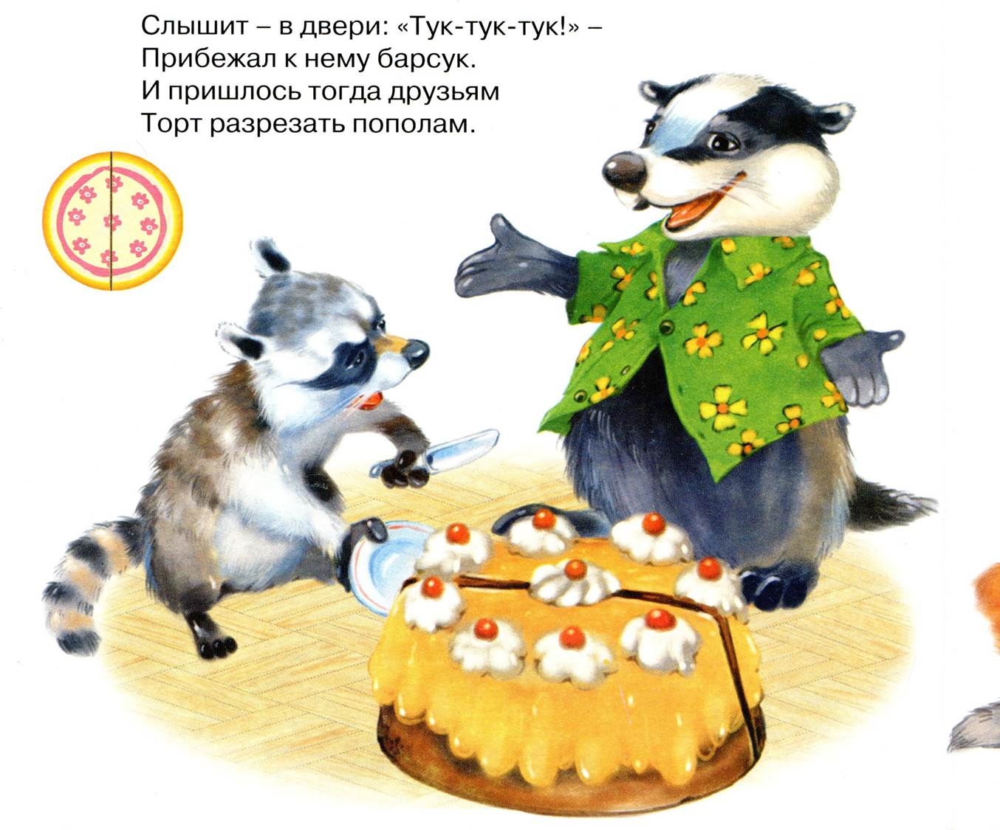 Слышит – в двери: «Тук-тук-тук!» –
Прибежал к нему барсук.
И пришлось тогда друзьям
Торт разрезать пополам.